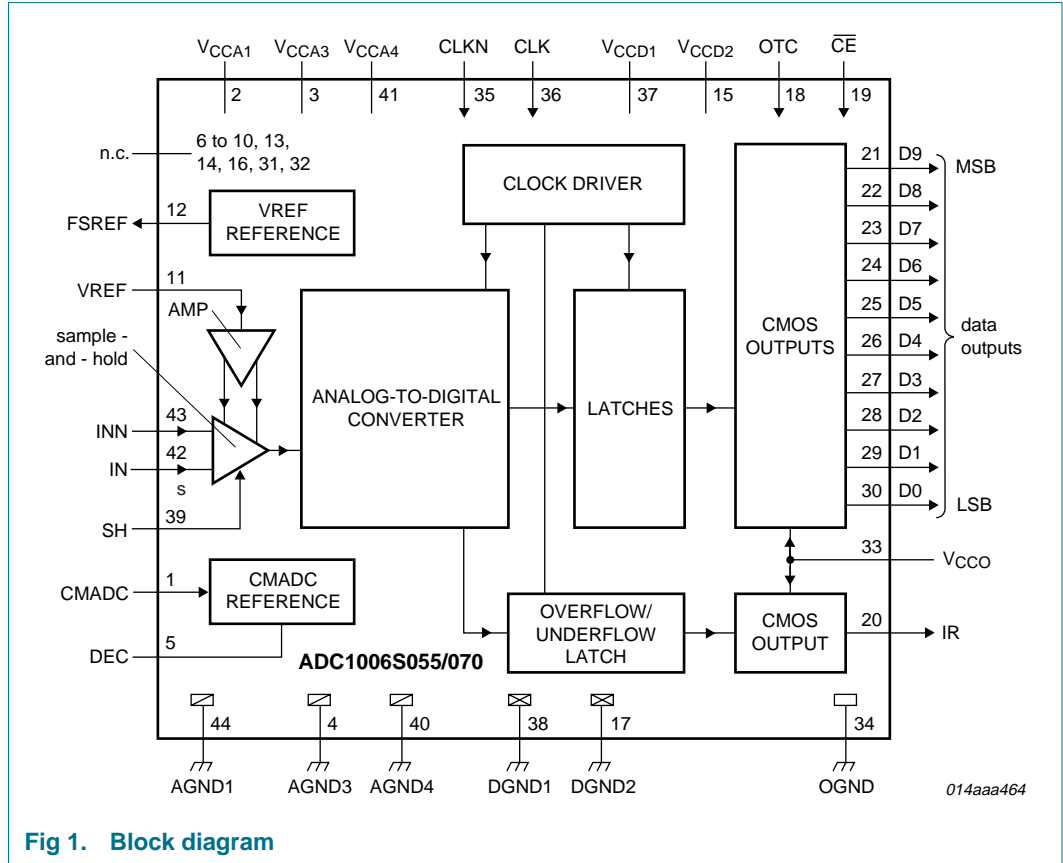 VCCA1 VCCA3 VCCA4 CLKN CLK VCCD1 VCCD2 OTC CE
2 3 41 35 36 37 15 18 19
n.c.
6 to 10, 13,
14, 16, 31, 32
CLOCK DRIVER
FSREF
12
VREF
REFERENCE
VREF
11
AMP
sample -
and - hold
INN
43
IN
42
s
SH
39
ANALOG-TO-DIGITAL
CONVERTER
LATCHES
CMOS
OUTPUTS
21 D9 MSB
22 D8
23 D7
24 D6
25 D5
26 D4
27 D3
28 D2
29 D1
30 D0 LSB
data
outputs
33
VCCO
CMADC
1
CMADC
REFERENCE
DEC
5
OVERFLOW/
UNDERFLOW
LATCH
CMOS
OUTPUT
20
IR
ADC1006S055/070
44 4 40 38 17 34
AGND1 AGND3 AGND4 DGND1 DGND2 OGND
014aaa464
Fig 1. Block diagram